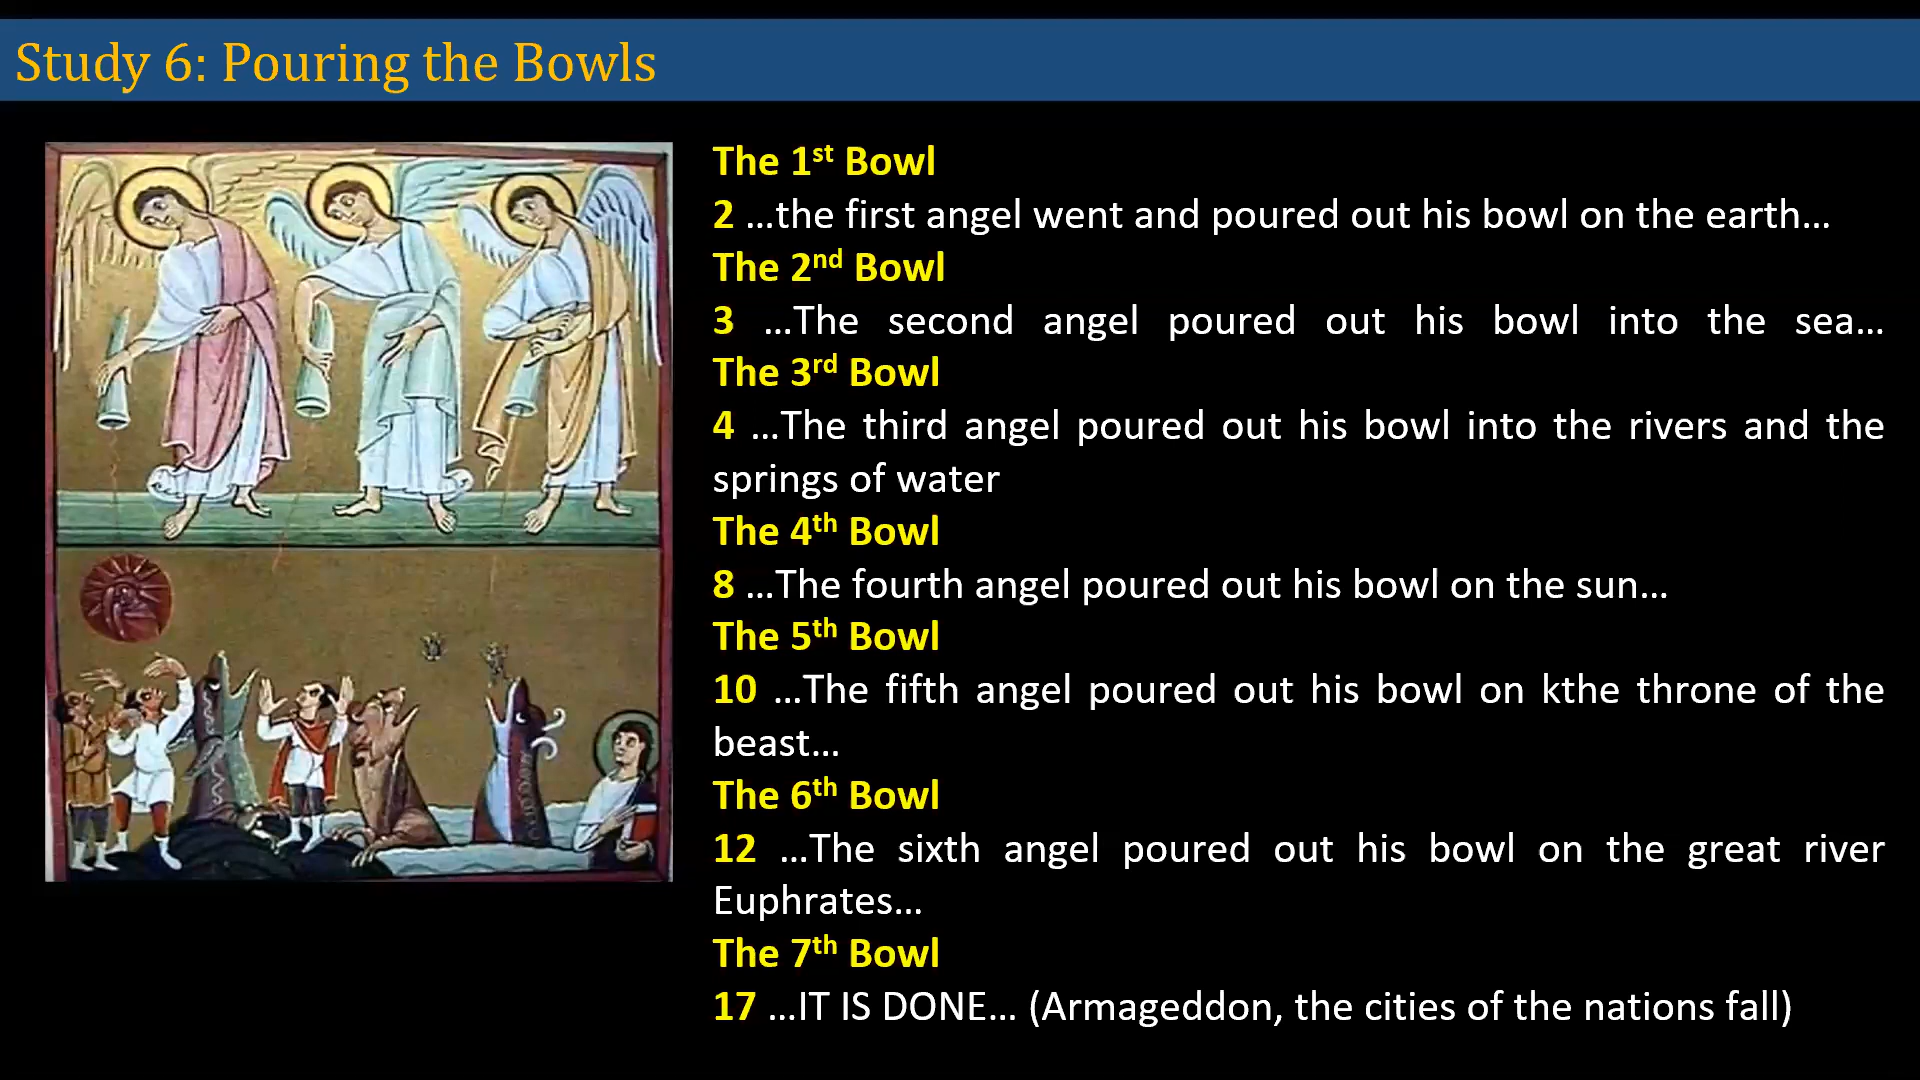 Study 6: Pouring the Bowls
The 1st Bowl
2 …the first angel went and poured out his bowl on the earth…
The 2nd Bowl
3 …The second angel poured out his bowl into the sea…
The 3rd Bowl
4 …The third angel poured out his bowl into the rivers and the
springs of water
The 4th Bowl
8 …The fourth angel poured out his bowl on the sun…
The 5th Bowl
10 …The fifth angel poured out his bowl on kthe throne of the
beast…
The 6th Bowl
12 …The sixth angel poured out his bowl on the great river
Euphrates…
The 7th Bowl
17 …IT IS DONE… (Armageddon, the cities of the nations fall)